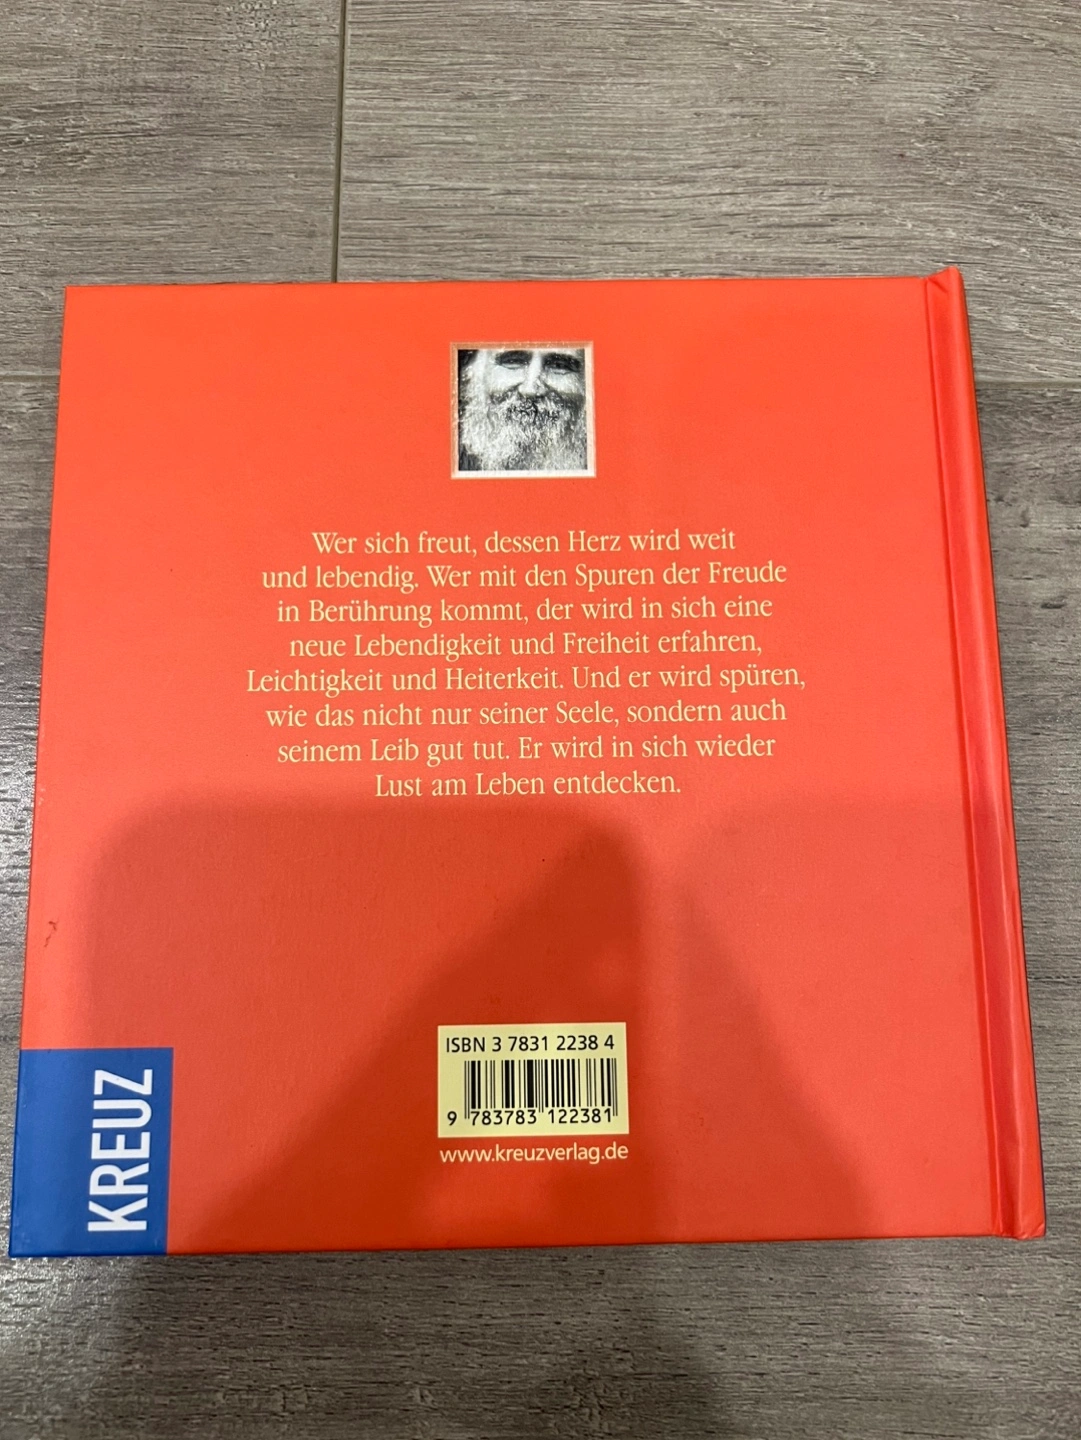 Wer sich freut, dessen Herz wird weit
und lebendig. Wer mit den Spuren der Freude
in Berührung kommt, der wird in sich eine
neue Lebendigkeit und Freiheit erfahren,
Leichtigkeit und Heiterkeit. Und er wird spüren,
wie das nicht nur seiner Seele, sondern auch
seinem Leib gut tut. Er wird in sich wieder
Lust am Leben entdecken.
ISBN 3 7831 2238 4
9 783783 122381
www.kreuzverlag.de
KREUZ